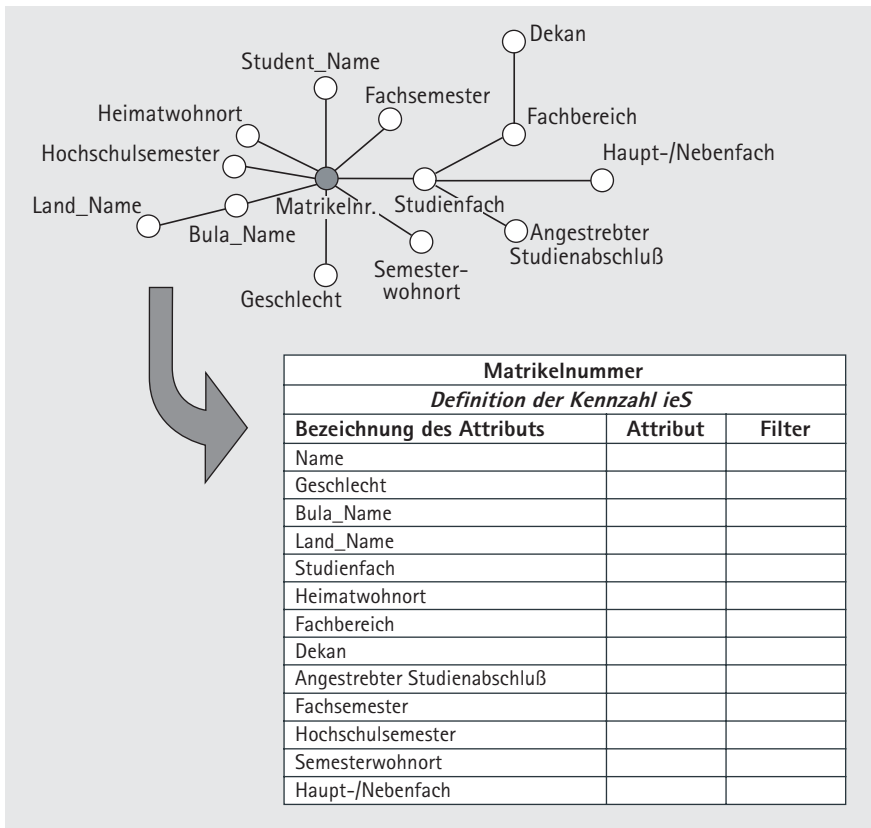 Dekan
Student_Name
Fachsemester
Heimatwohnort
Fachbereich
Hochschulsemester
Haupt-/Nebenfach
Land_Name
Matrikelnr.
Studienfach
Bula_Name
Angestrebter
Studienabschluß
Semester-
wohnort
Geschlecht
Matrikelnummer
Definition der Kennzahl ieS
Bezeichnung des Attributs Attribut Filter
Name
Geschlecht
Bula_Name
Land_Name
Studienfach
Heimatwohnort
Fachbereich
Dekan
Angestrebter Studienabschluß
Fachsemester
Hochschulsemester
Semesterwohnort
Haupt-/Nebenfach